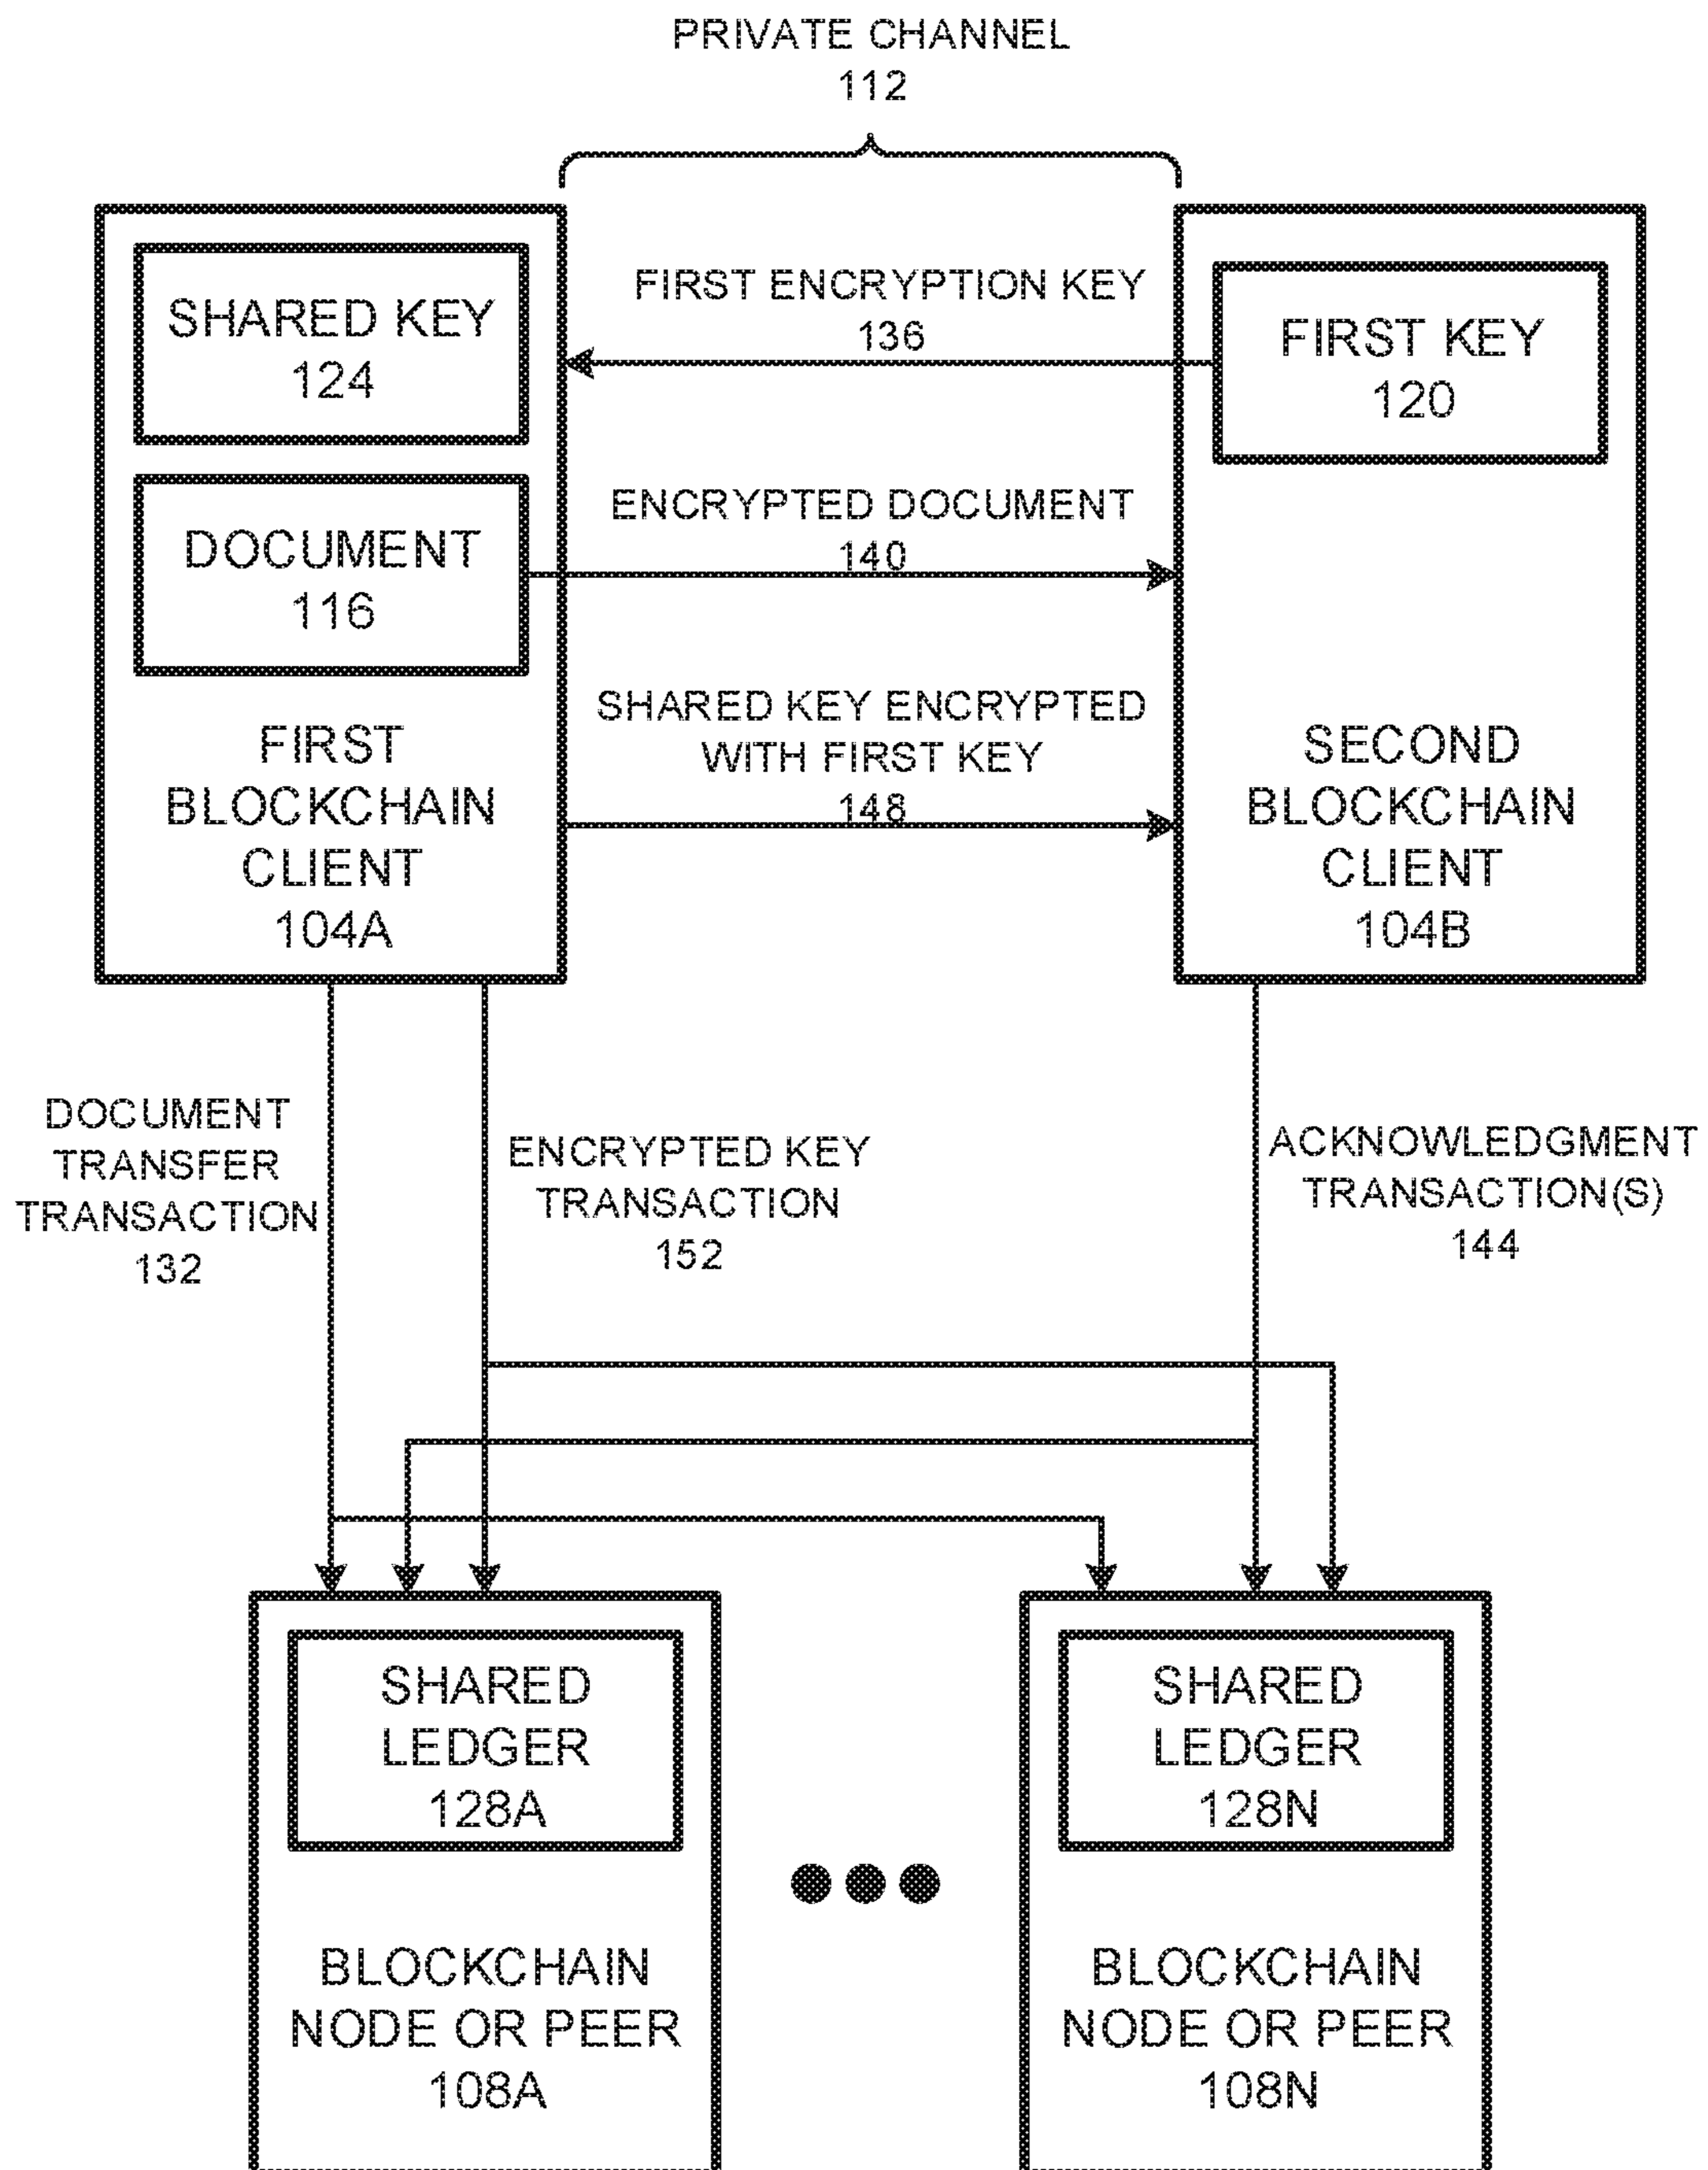 PRIVATE CHANNEL
112
SHARED KEY
124
FIRST ENCRYPTION KEY
136
FIRST KEY
120
DOCUMENT
116
ENCRYPTED DOCUMENT
140
SHARED KEY ENCRYPTED
WITH FIRST KEY
148
FIRST
BLOCKCHAIN
CLIENT
104A
SECOND
BLOCKCHAIN
CLIENT
104B
DOCUMENT
TRANSFER
TRANSACTION
132
ENCRYPTED KEY
TRANSACTION
152
ACKNOWLEDGMENT
TRANSACTION(S)
144
SHARED
LEDGER
128A
BLOCKCHAIN
NODE OR PEER
108A
SHARED
LEDGER
128N
BLOCKCHAIN
NODE OR PEER
108N